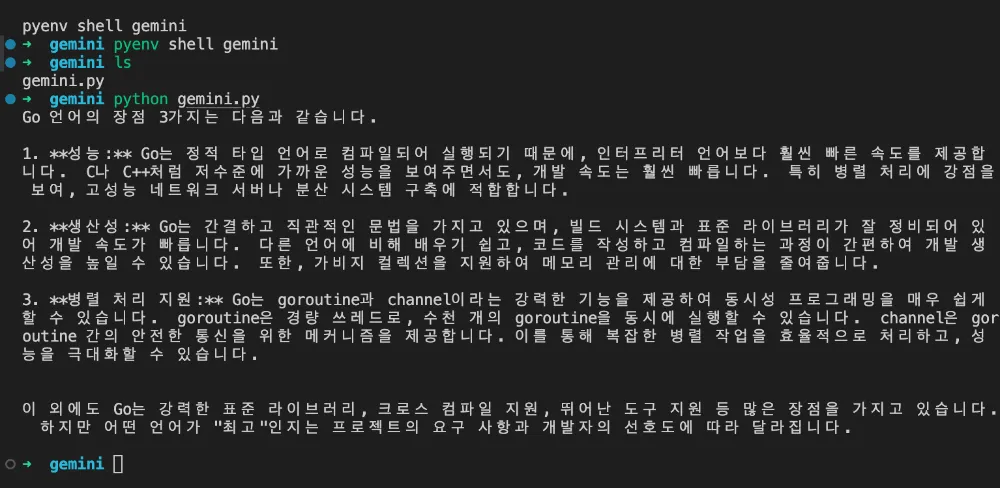 pyenv shell gemini
➜ gemini pyenv shell gemini
➜ gemini ls
gemini.py
➜ gemini python gemini.py
Go 언어의 장점 3가지는 다음과 같습니다.
1. **성능:** Go는 정적 타입 언어로 컴파일되어 실행되기 때문에, 인터프리터 언어보다 훨씬 빠른 속도를 제공합
니다. C나 C++처럼 저수준에 가까운 성능을 보여주면서도, 개발 속도는 훨씬 빠릅니다. 특히 병렬 처리에 강점을
보여, 고성능 네트워크 서버나 분산 시스템 구축에 적합합니다.
2. **생산성:** Go는 간결하고 직관적인 문법을 가지고 있으며, 빌드 시스템과 표준 라이브러리가 잘 정비되어 있
어 개발 속도가 빠릅니다. 다른 언어에 비해 배우기 쉽고, 코드를 작성하고 컴파일하는 과정이 간편하여 개발 생
산성을 높일 수 있습니다. 또한, 가비지 컬렉션을 지원하여 메모리 관리에 대한 부담을 줄여줍니다.
3. **병렬 처리 지원:** Go는 goroutine과 channel이라는 강력한 기능을 제공하여 동시성 프로그래밍을 매우 쉽게
할 수 있습니다. goroutine은 경량 쓰레드로, 수천 개의 goroutine을 동시에 실행할 수 있습니다. channel은 gor
outine 간의 안전한 통신을 위한 메커니즘을 제공합니다. 이를 통해 복잡한 병렬 작업을 효율적으로 처리하고, 성
능을 극대화할 수 있습니다.
이 외에도 Go는 강력한 표준 라이브러리, 크로스 컴파일 지원, 뛰어난 도구 지원 등 많은 장점을 가지고 있습니다.
하지만 어떤 언어가 "최고"인지는 프로젝트의 요구 사항과 개발자의 선호도에 따라 달라집니다.
➜ gemini